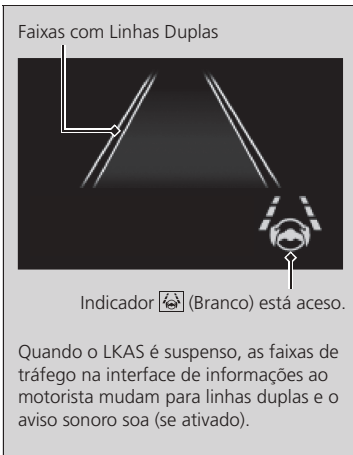 Faixas com Linhas Duplas
Indicador (Branco) está aceso.
Quando o LKAS é suspenso, as faixas de
tráfego na interface de informações ao
motorista mudam para linhas duplas e o
aviso sonoro soa (se ativado).